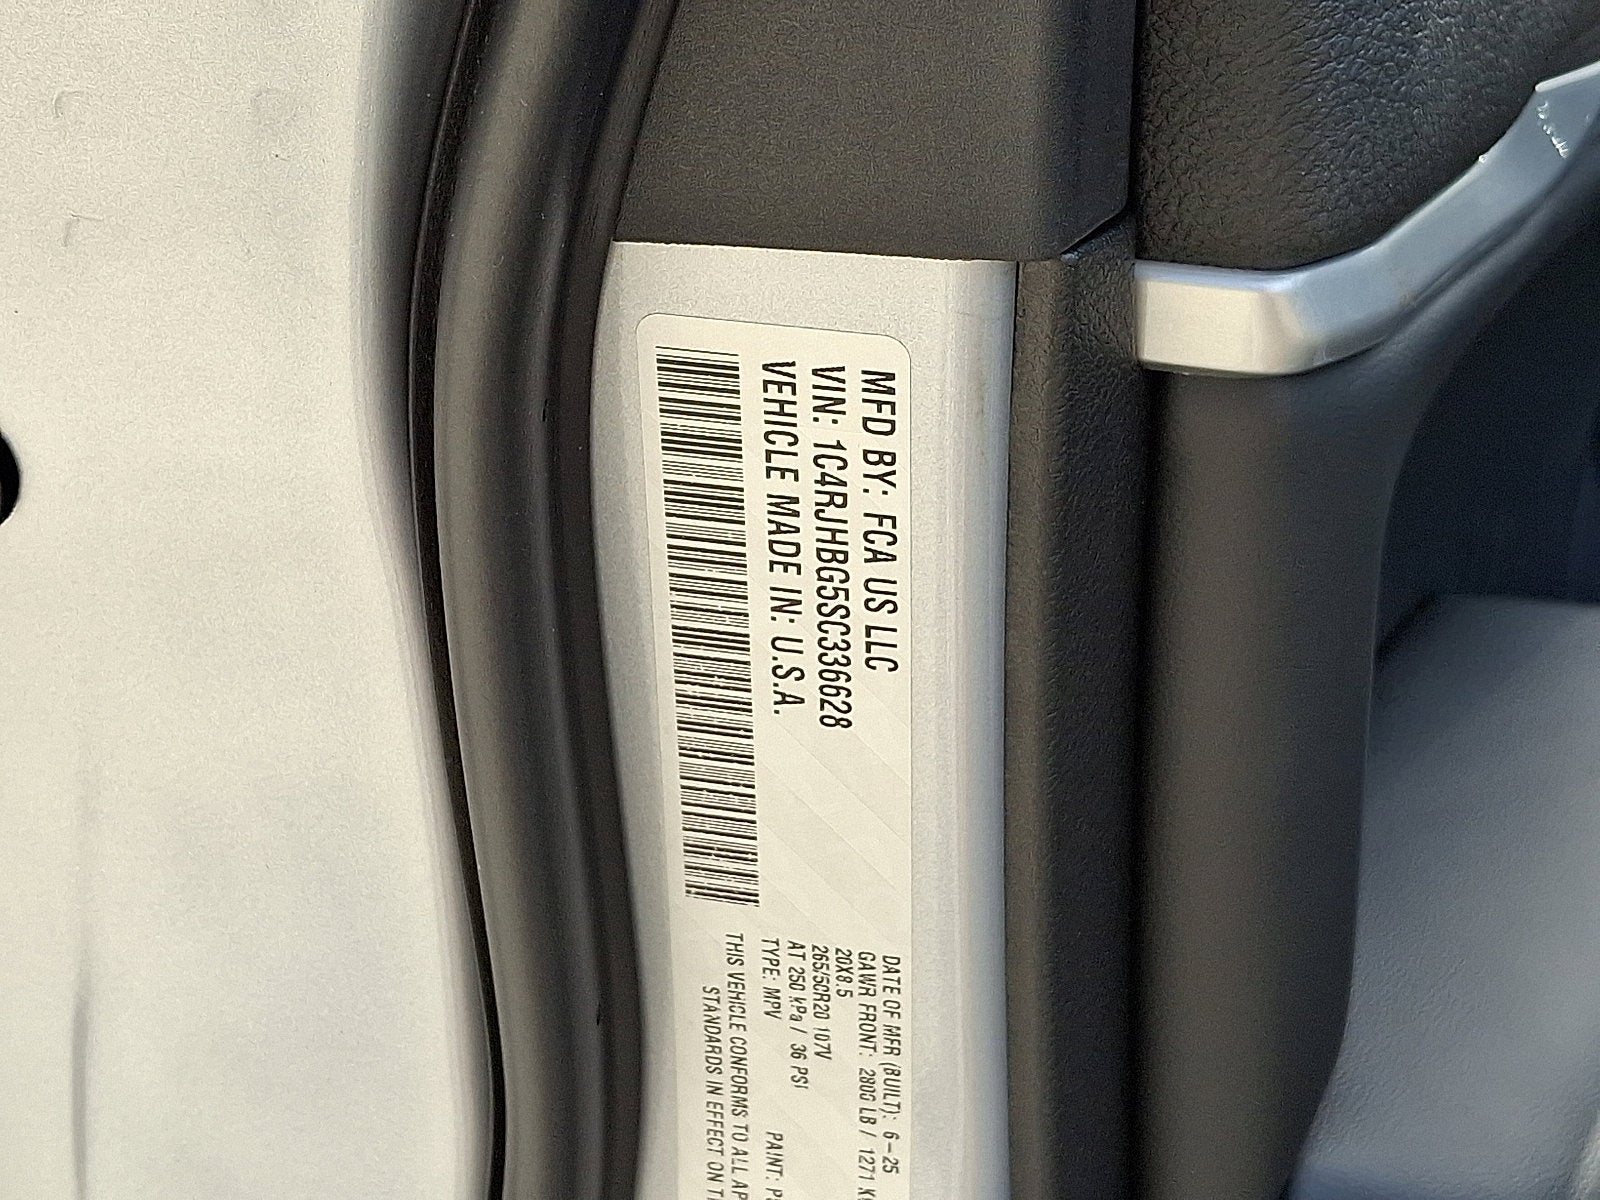 MFD BY: FCA US LLC
VIN: 1C4RJHBG5SC336628
VEHICLE MADE IN: U.S.A.
DATE OF MFR (BUILT): 6-25
GAWR FRONT: 2800 LB / 1271 K
20X8.5
265/50R20 107V
AT 250 kPa / 36 PSI
TYPE: MPV PAINT: P
THIS VEHICLE CONFORMS TO ALL AP
STANDARDS IN EFFECT ON T